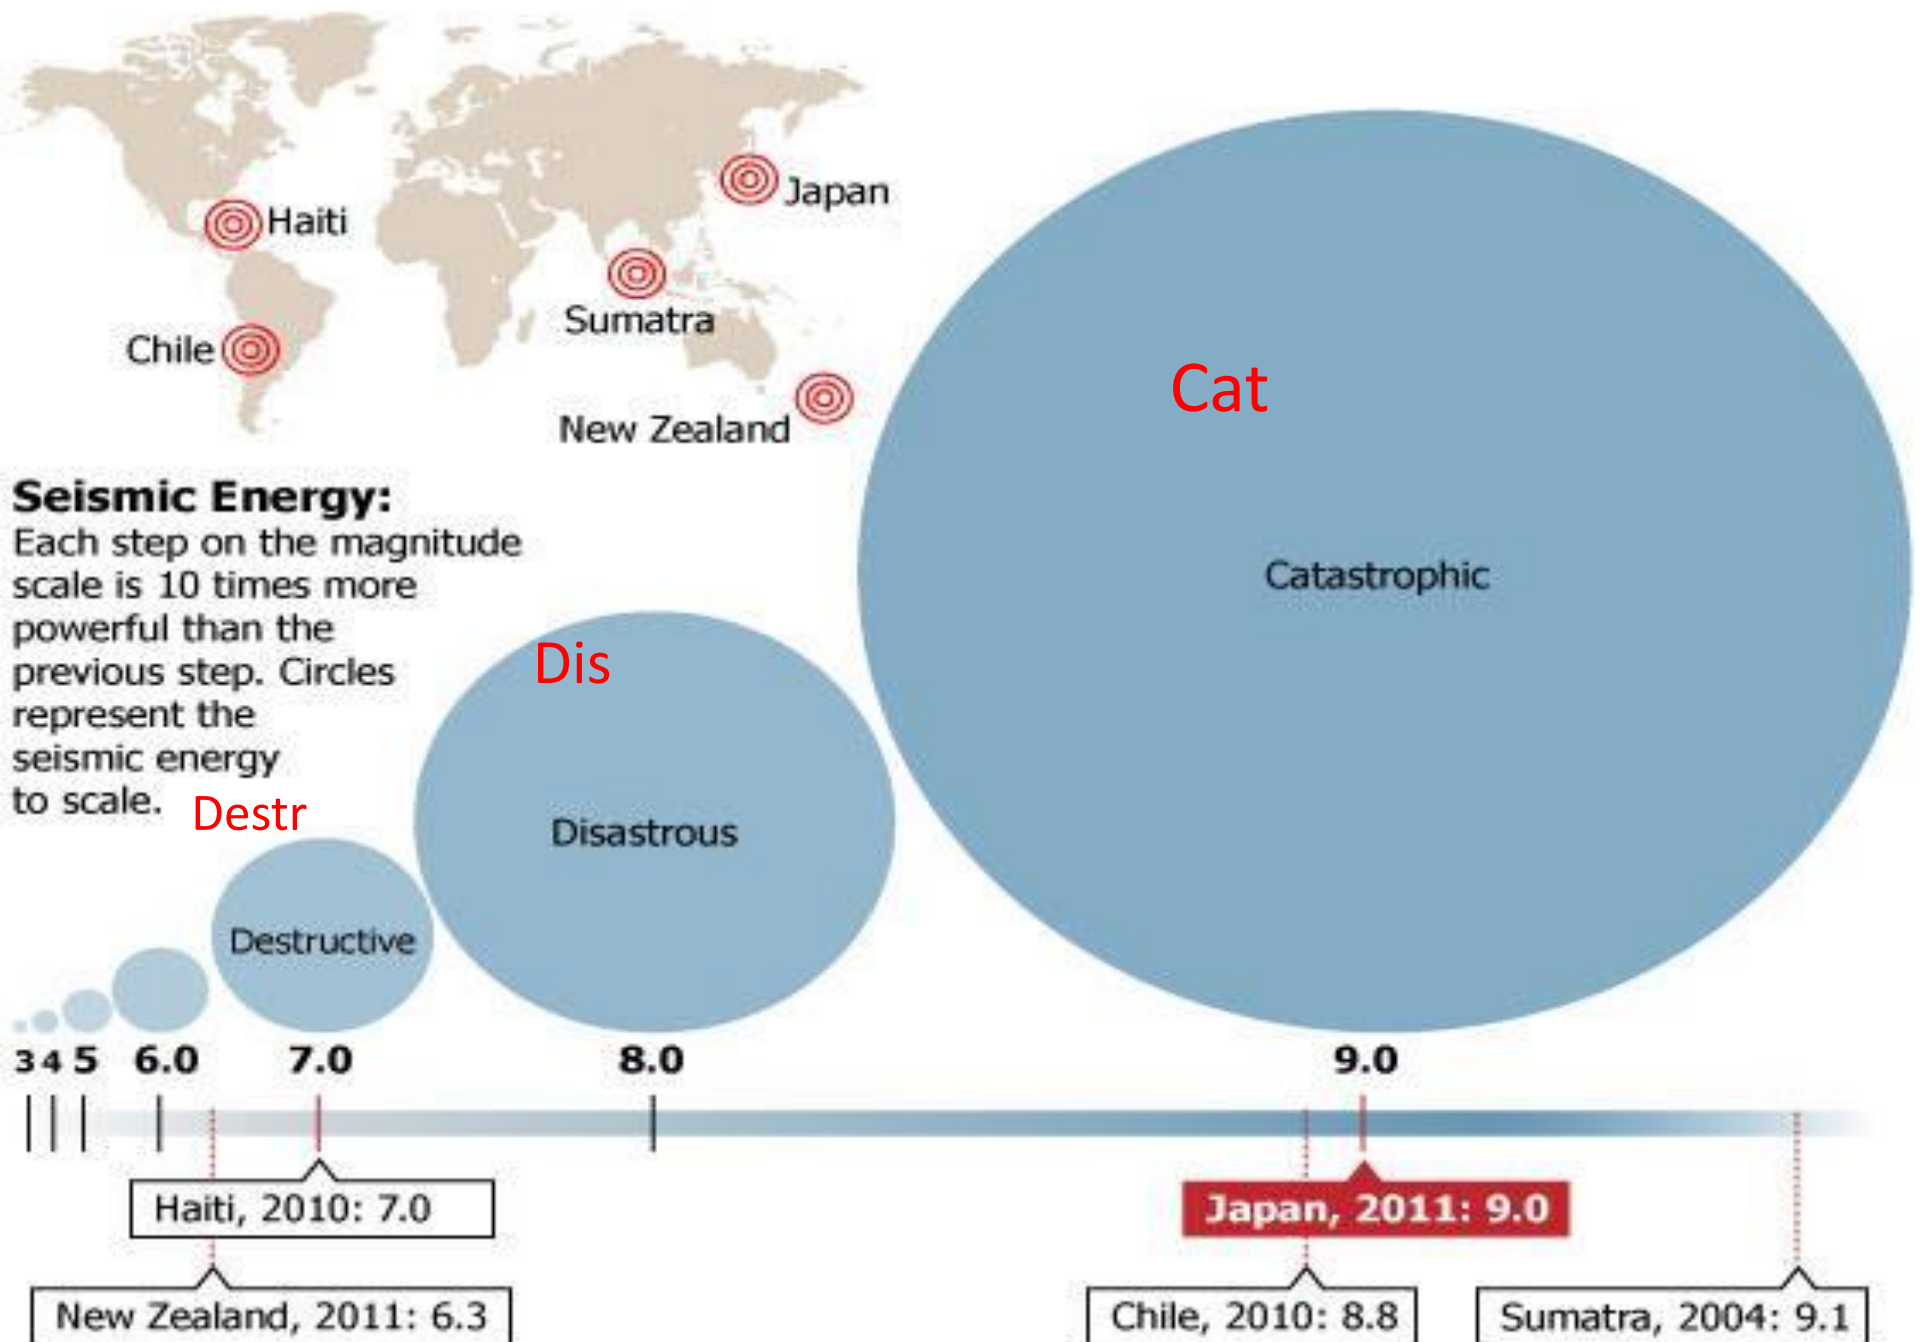 Haiti
Japan
Sumatra
Chile
New Zealand
Cat
Seismic Energy:
Each step on the magnitude
scale is 10 times more
powerful than the
previous step. Circles
represent the
seismic energy
to scale.
Destr
Dis
Catastrophic
Disastrous
Destructive
3 4 5 6.0 7.0 8.0 9.0
Haiti, 2010: 7.0
Japan, 2011: 9.0
New Zealand, 2011: 6.3
Chile, 2010: 8.8
Sumatra, 2004: 9.1